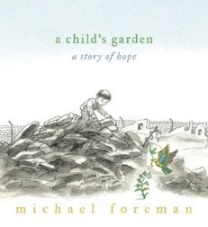 a child's garden
a story of hope
michael foreman